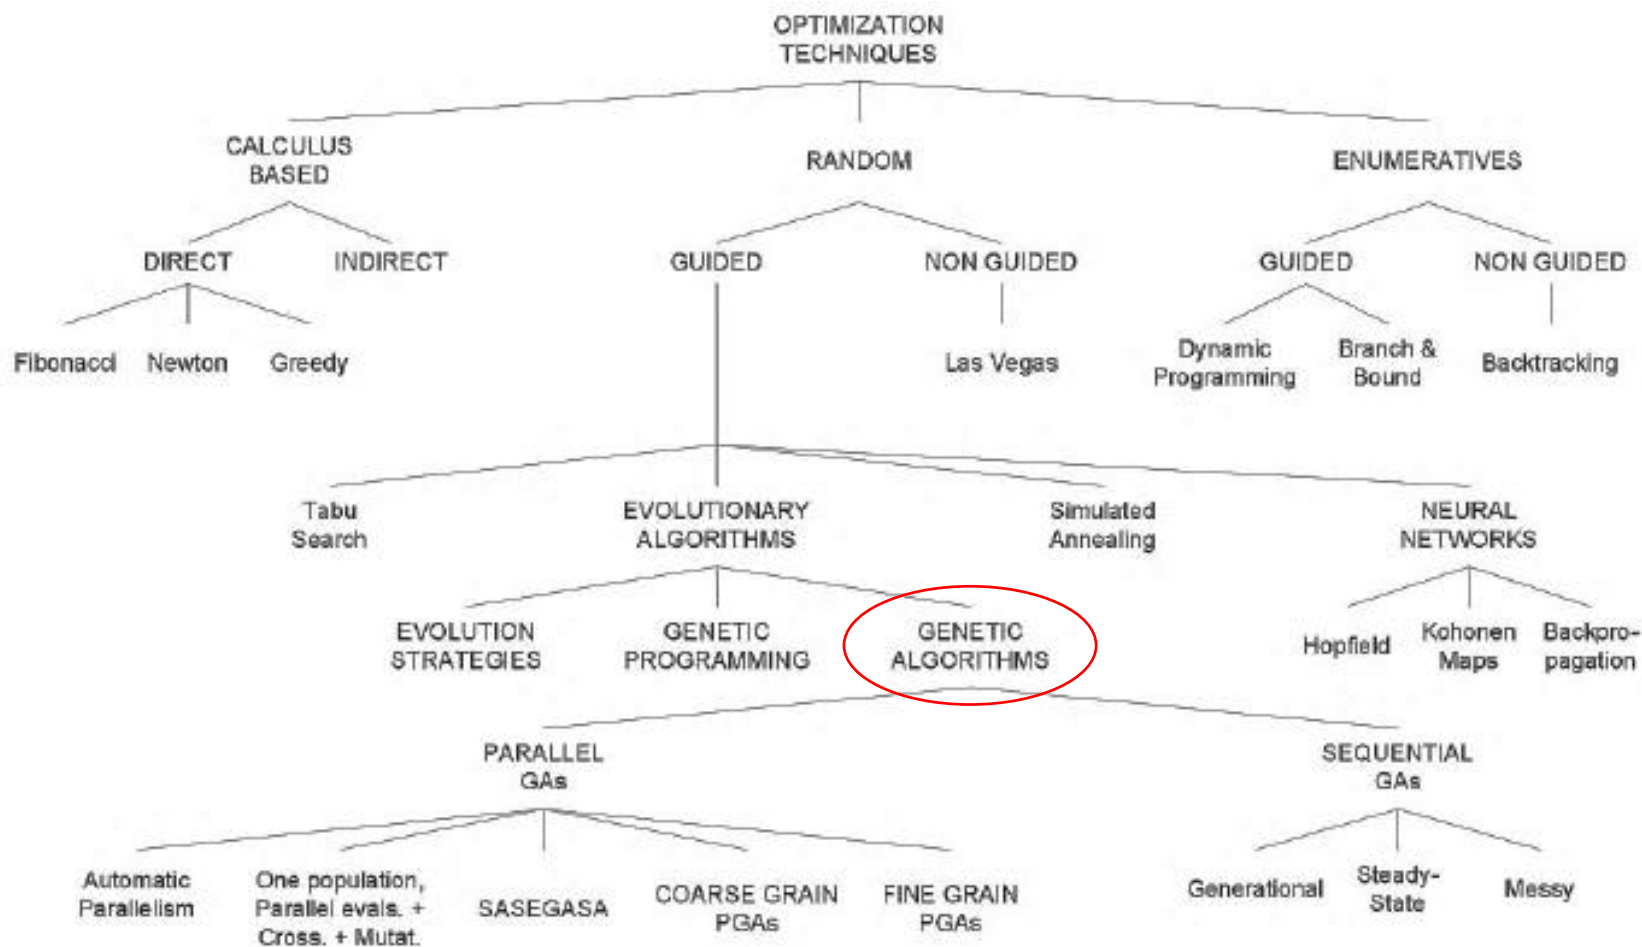 OPTIMIZATION
TECHNIQUES
CALCULUS
BASED
RANDOM
ENUMERATIVES
DIRECT
INDIRECT
GUIDED
NON GUIDED
GUIDED
NON GUIDED
Fibonacci
Newton
Greedy
Las Vegas
Dynamic
Programming
Branch &
Bound
Backtracking
Tabu
Search
EVOLUTIONARY
ALGORITHMS
Simulated
Annealing
NEURAL
NETWORKS
EVOLUTION
STRATEGIES
GENETIC
PROGRAMMING
GENETIC
ALGORITHMS
Hopfield
Kohonen
Maps
Backpro-
pagation
PARALLEL
GAs
SEQUENTIAL
GAs
Automatic
Parallelism
One population,
Parallel evals. +
Cross. + Mutat.
SASEGASA
COARSE GRAIN
PGAs
FINE GRAIN
PGAs
Generational
Steady-
State
Messy